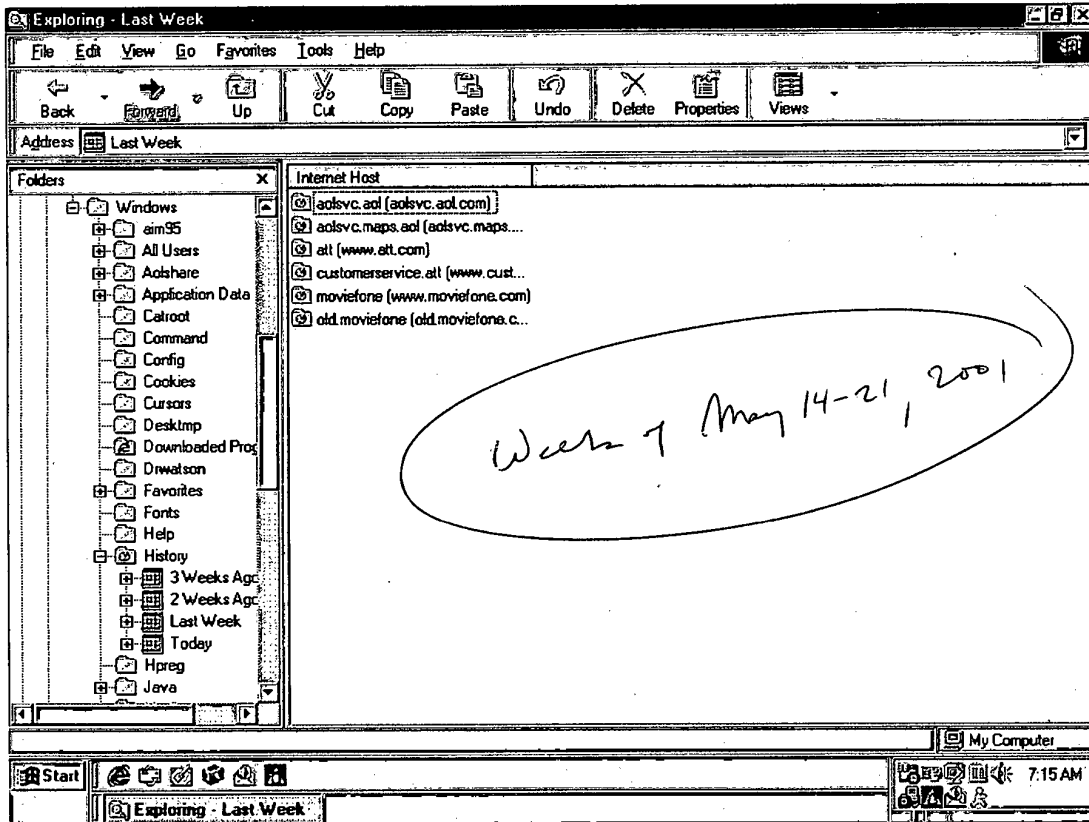 Exploring - Last Week
File Edit View Go Favorites Tools Help
Back Forward Up Cut Copy Paste Undo Delete Properties Views
Address Last Week
Folders x
Windows
aim95
All Users
Aolshare
Application Data
Catroot
Command
Config
Cookies
Cursors
Desktmp
Downloaded Prog
Drwatson
Favorites
Fonts
Help
History
3 Weeks Ago
2 Weeks Ago
Last Week
Today
Hpreg
Java
Internet Host
aolsvc.aol (aolsvc.aol.com)
aolsvc.maps.aol (aolsvc.maps....
att (www.att.com)
customerservice.att (www.cust...
moviefone (www.moviefone.com)
old.moviefone (old.moviefone.c...
Week of May 14-21, 2001
My Computer
Start 7:15 AM
Exploring - Last Week